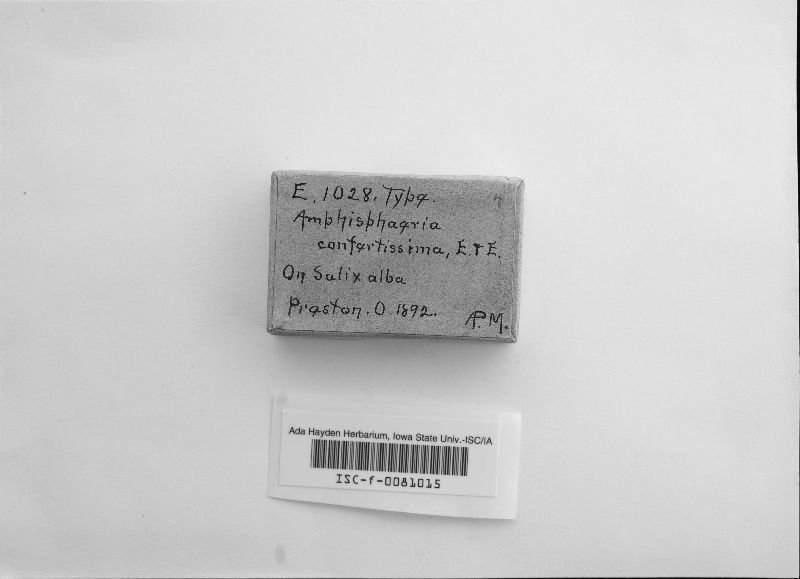 E. 1028. Type.
Amphisphaeria
confertissima, E. & E.
On Salix alba
Preston. O. 1892.
A.P.M.
Ada Hayden Herbarium, Iowa State Univ.-ISC/IA
ISC-f-0081015